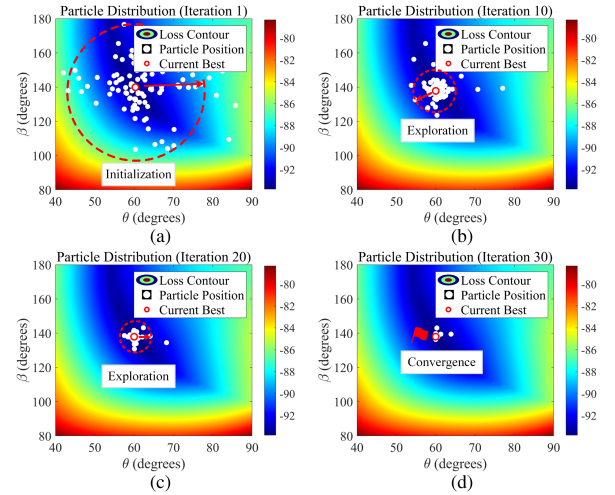 Particle Distribution (Iteration 1)
180
160
140
120
100
80
β (degrees)
40 50 60 70 80 90
θ (degrees)
Loss Contour
Particle Position
Current Best
Initialization
-80
-82
-84
-86
-88
-90
-92
(a)
Particle Distribution (Iteration 10)
180
160
140
120
100
80
β (degrees)
40 50 60 70 80 90
θ (degrees)
Loss Contour
Particle Position
Current Best
Exploration
-80
-82
-84
-86
-88
-90
-92
(b)
Particle Distribution (Iteration 20)
180
160
140
120
100
80
β (degrees)
40 50 60 70 80 90
θ (degrees)
Loss Contour
Particle Position
Current Best
Exploration
-80
-82
-84
-86
-88
-90
-92
(c)
Particle Distribution (Iteration 30)
180
160
140
120
100
80
β (degrees)
40 50 60 70 80 90
θ (degrees)
Loss Contour
Particle Position
Current Best
Convergence
-80
-82
-84
-86
-88
-90
-92
(d)